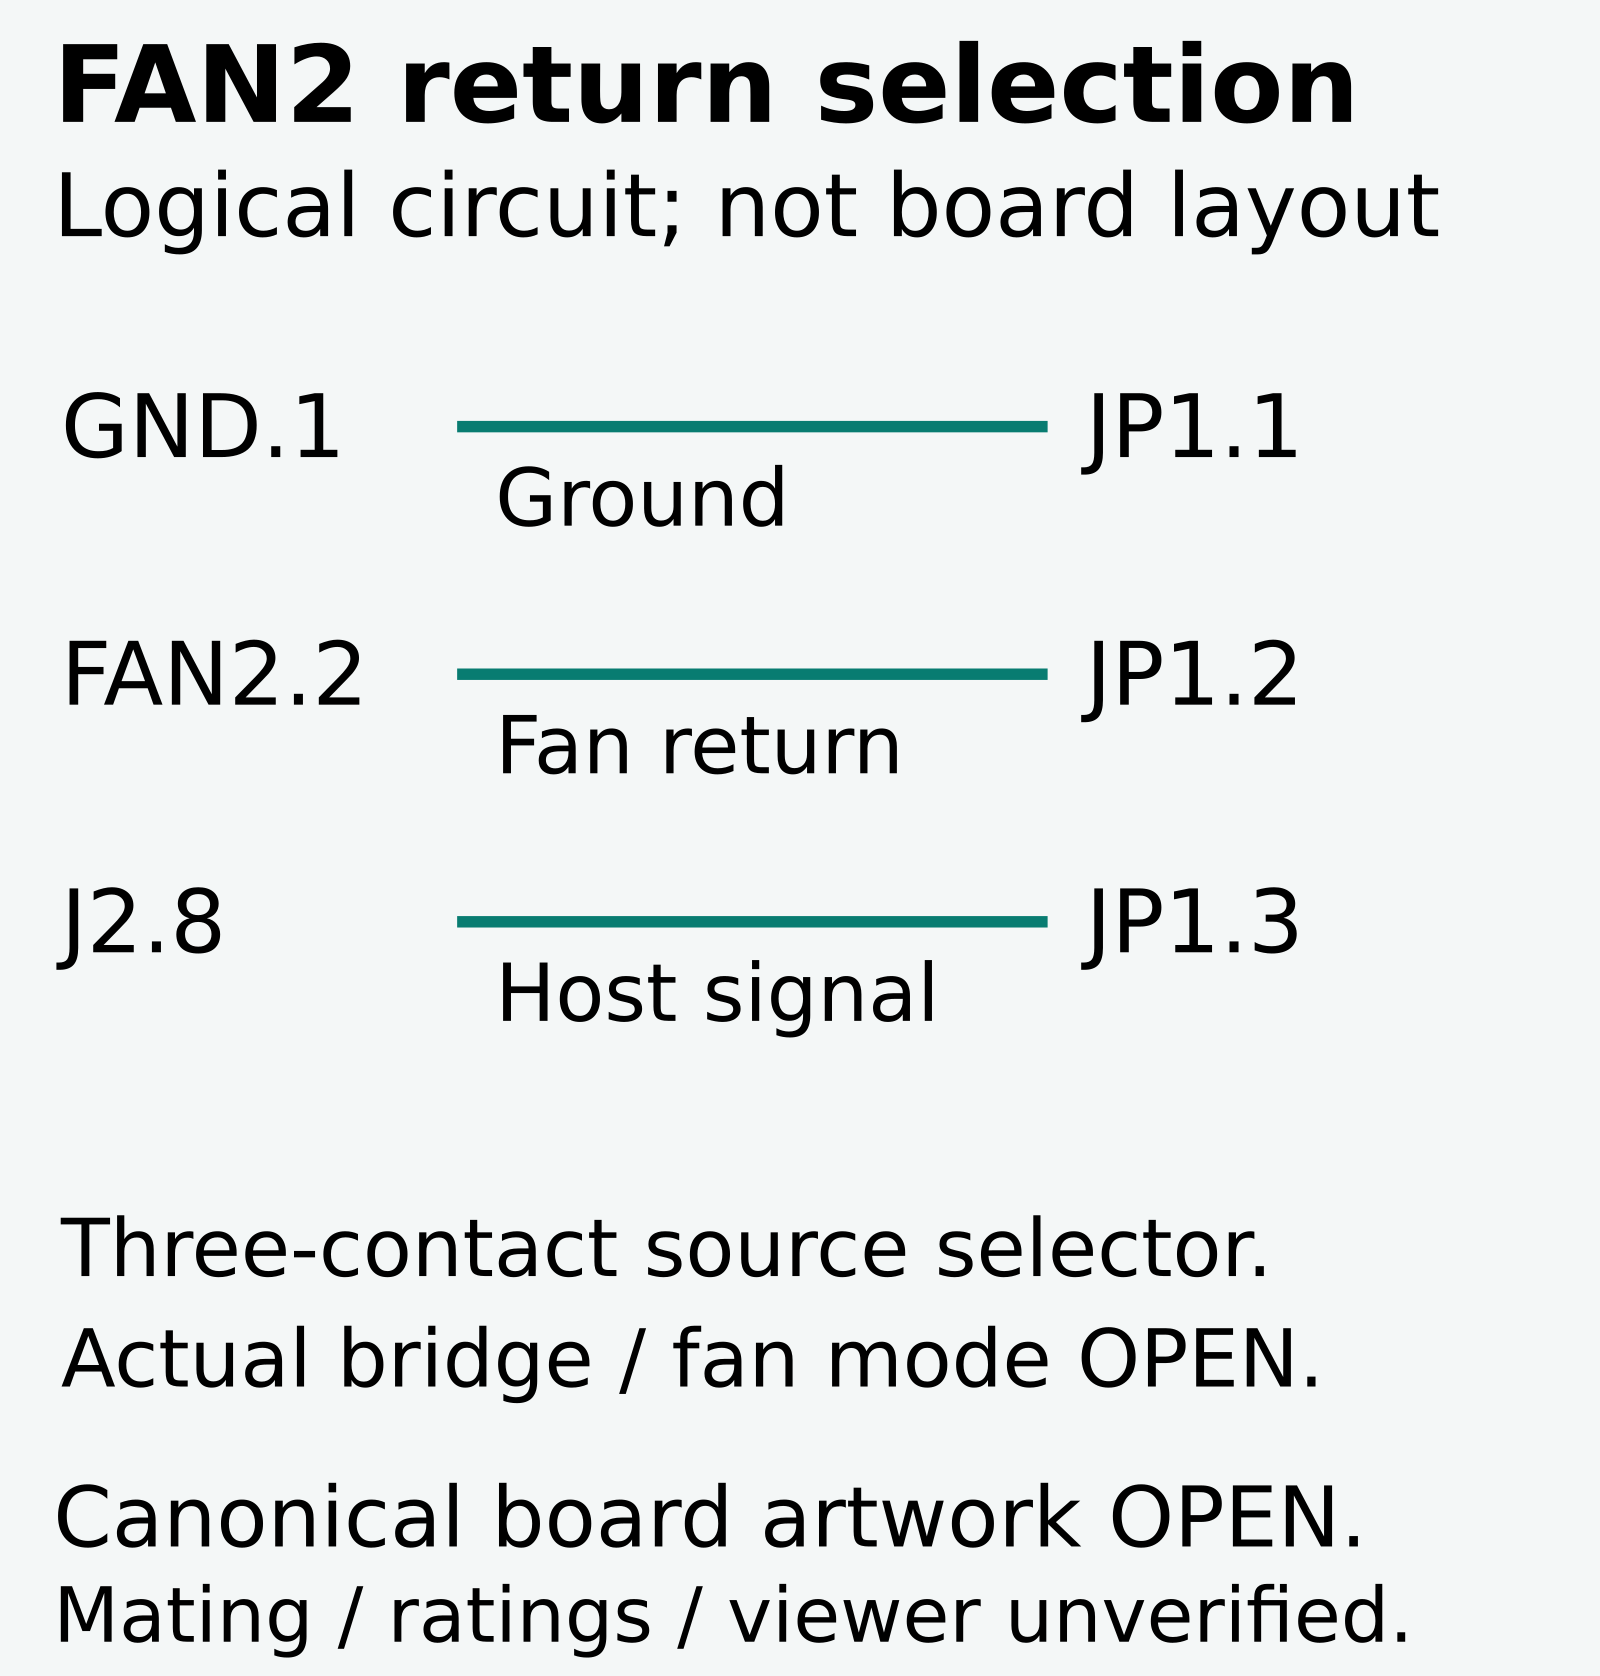 FAN2 return selection
Logical circuit; not board layout
GND.1 JP1.1
Ground
FAN2.2 JP1.2
Fan return
J2.8 JP1.3
Host signal
Three-contact source selector.
Actual bridge / fan mode OPEN.
Canonical board artwork OPEN.
Mating / ratings / viewer unverified.